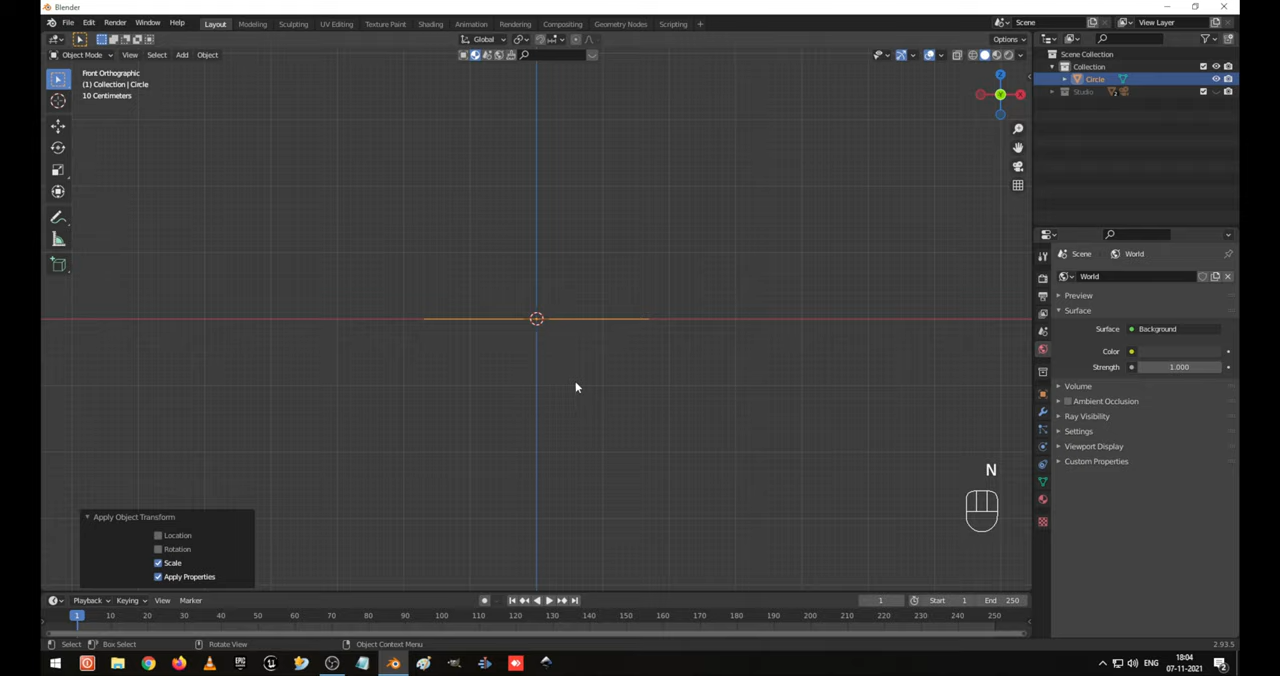 Blender
File Edit Render Window Help Layout Modeling Sculpting UV Editing Texture Paint Shading Animation Rendering Compositing Geometry Nodes Scripting + Scene View Layer
Global Options
Object Mode View Select Add Object
Front Orthographic
(1) Collection | Circle
10 Centimeters
Z
Y
X
Scene Collection
Collection
Circle
Studio 2
Scene World
World
Preview
Surface
Surface Background
Color
Strength 1.000
Volume
Ambient Occlusion
Ray Visibility
Settings
Viewport Display
Custom Properties
N
Apply Object Transform
Location
Rotation
Scale
Apply Properties
Playback Keying View Marker 1 Start 1 End 250
1 10 20 30 40 50 60 70 80 90 100 110 120 130 140 150 160 170 180 190 200 210 220 230 240 250
Select Box Select Rotate View Object Context Menu 2.93.5
ENG 18:04
07-11-2021 2